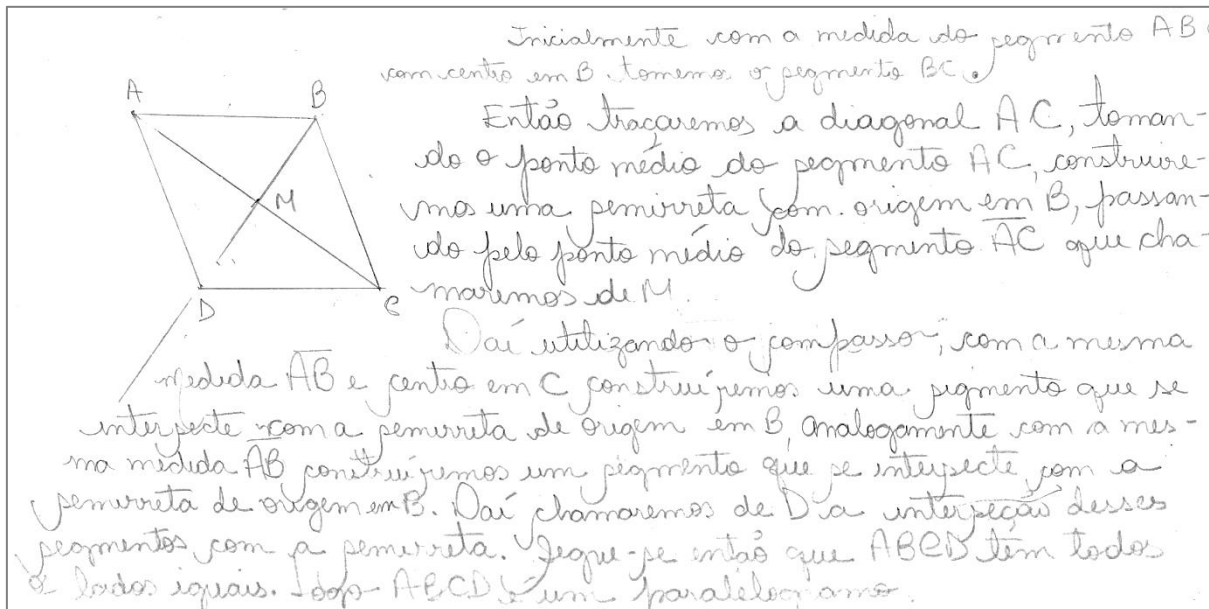 Inicialmente com a medida do segmento AB e
com centro em B tomemos o segmento BC.
A
B
Então traçaremos a diagonal AC, toman-
do o ponto médio do segmento AC, construire-
M
mos uma semirreta com origem em B, passan-
do pelo ponto médio do segmento AC que cha-
D
C
maremos de M.
Daí utilizando o compasso, com a mesma
medida AB e centro em C construiremos uma segmento que se
intersecte com a semirreta de origem em B, analogamente com a mes-
ma medida AB construiremos um segmento que se intersecte com a
semirreta de origem em B. Daí chamaremos de D a interseção desses
segmentos com a semirreta. Segue-se então que ABCD têm todos
os lados iguais. Logo ABCD é um paralelogramo.